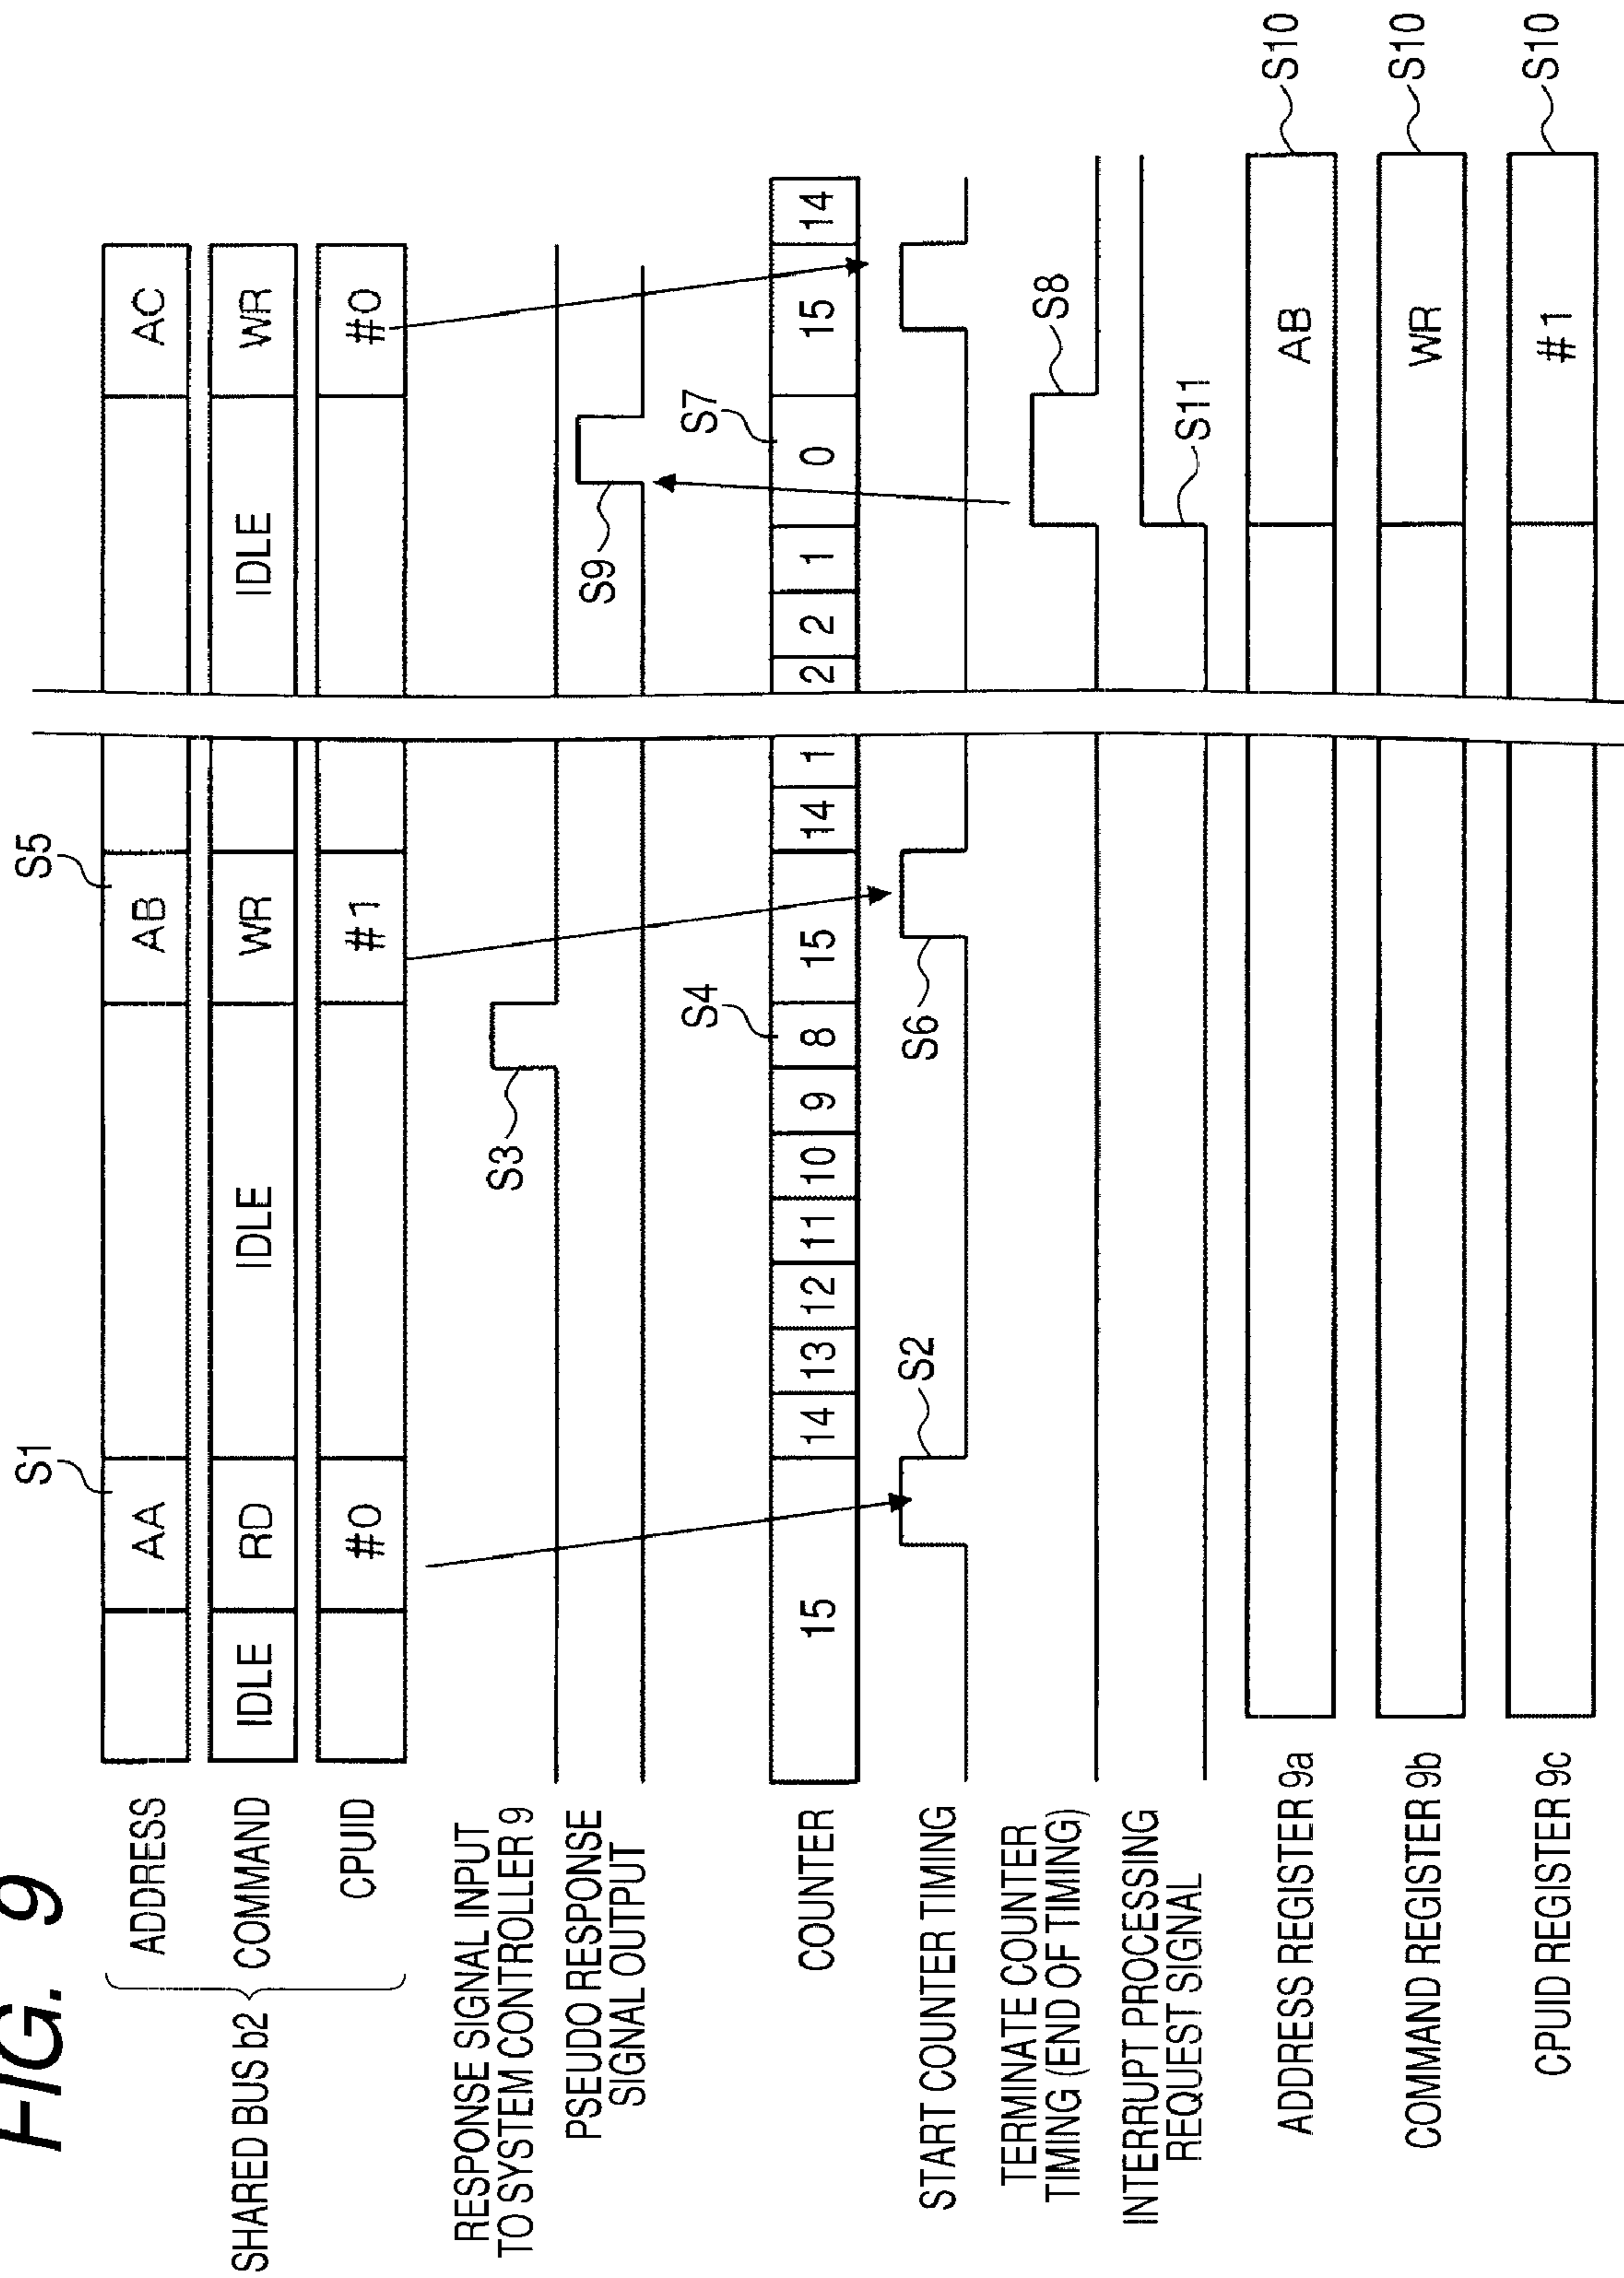 FIG. 9
S1
S5
SHARED BUS b2
ADDRESS
AA
AB
AC
COMMAND
IDLE
RD
IDLE
WR
IDLE
WR
CPUID
#0
#1
#0
RESPONSE SIGNAL INPUT
TO SYSTEM CONTROLLER 9
S3
PSEUDO RESPONSE
SIGNAL OUTPUT
S9
S4
S7
COUNTER
15
14
13
12
11
10
9
8
15
14
1
2
2
1
0
15
14
START COUNTER TIMING
S2
S6
TERMINATE COUNTER
TIMING (END OF TIMING)
S8
INTERRUPT PROCESSING
REQUEST SIGNAL
S11
ADDRESS REGISTER 9a
AB
S10
COMMAND REGISTER 9b
WR
S10
CPUID REGISTER 9c
#1
S10